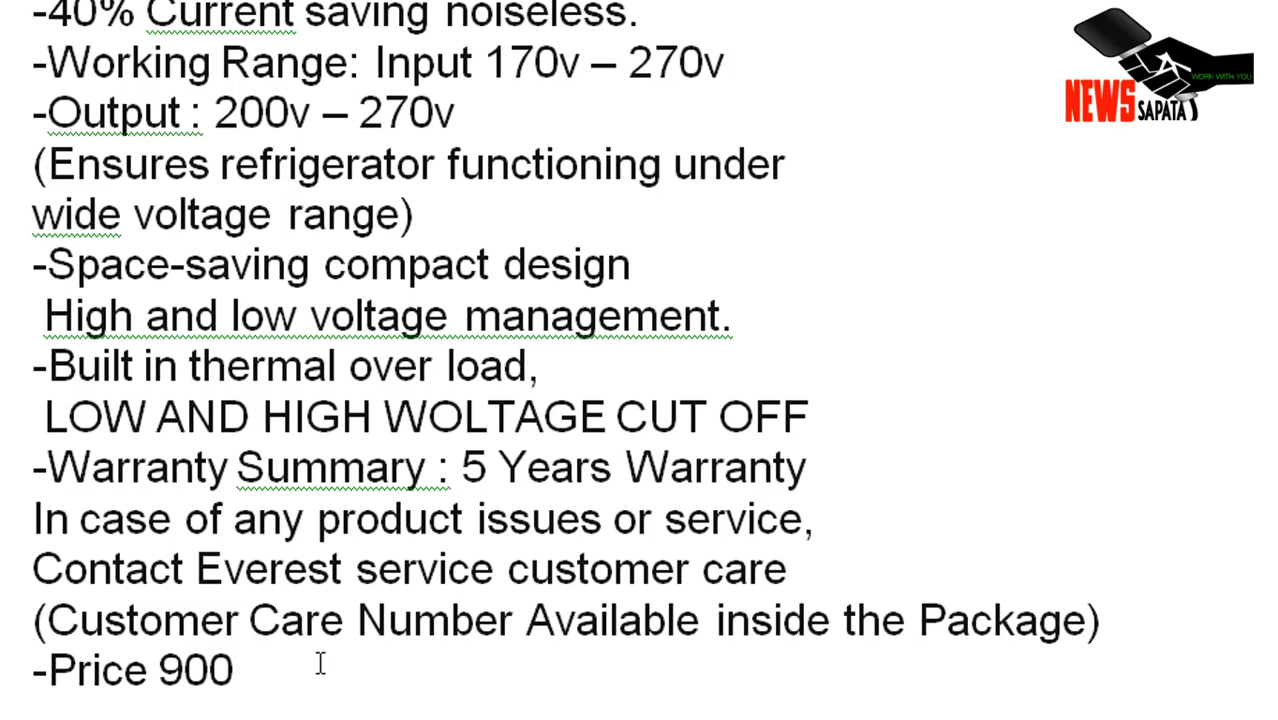 -40% Current saving noiseless.
-Working Range: Input 170v – 270v
-Output : 200v – 270v
(Ensures refrigerator functioning under
wide voltage range)
-Space-saving compact design
High and low voltage management.
-Built in thermal over load,
LOW AND HIGH WOLTAGE CUT OFF
-Warranty Summary : 5 Years Warranty
In case of any product issues or service,
Contact Everest service customer care
(Customer Care Number Available inside the Package)
-Price 900
WORK WITH YOU
NEWS SAPATA